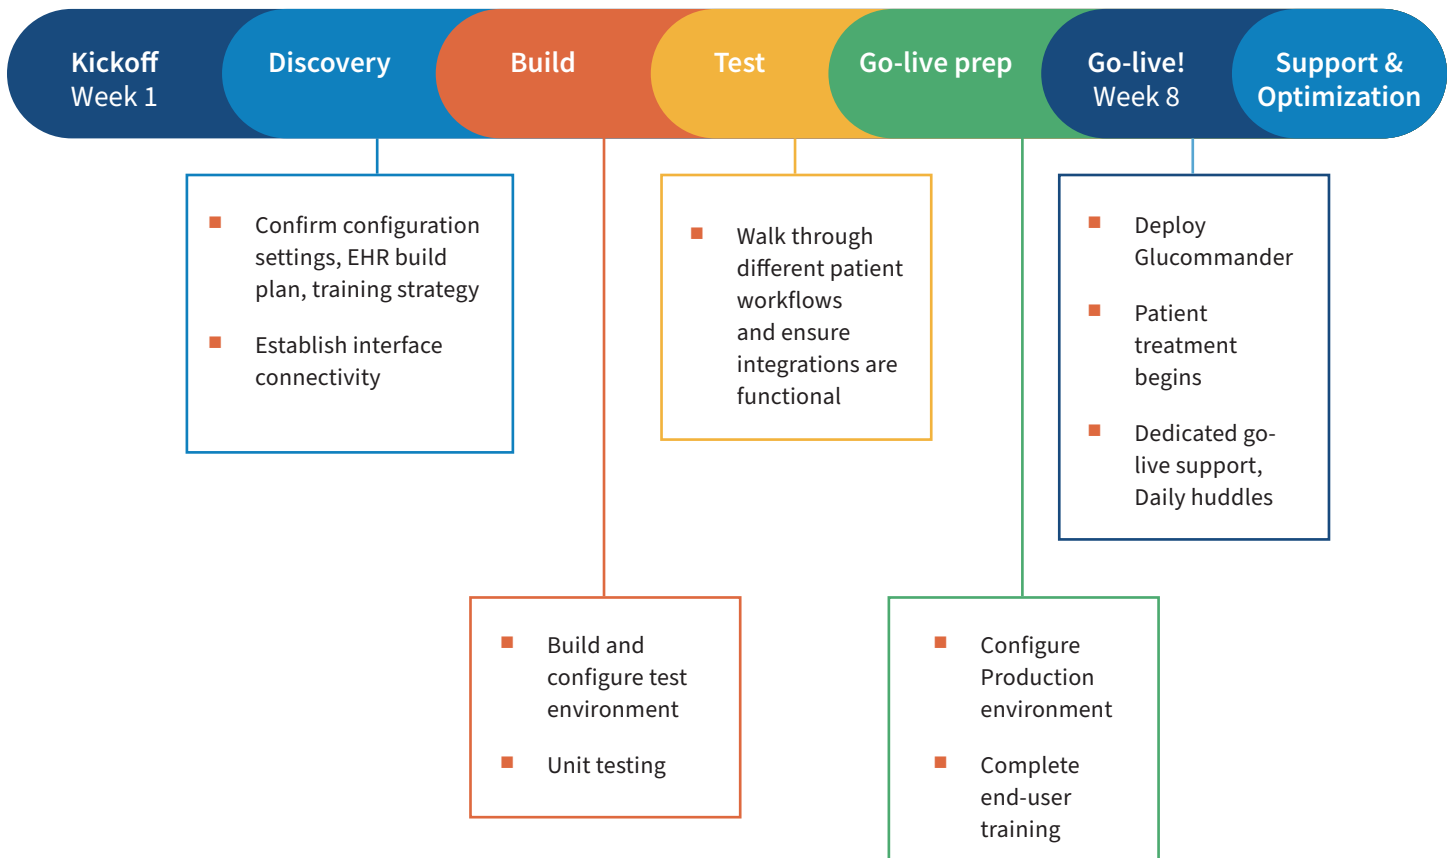 Kickoff
Week 1
Discovery
Build
Test
Go-live prep
Go-live!
Week 8
Support &
Optimization
Confirm configuration
settings, EHR build
plan, training strategy
Establish interface
connectivity
Build and
configure test
environment
Unit testing
Walk through
different patient
workflows
and ensure
integrations are
functional
Configure
Production
environment
Complete
end-user
training
Deploy
Glucommander
Patient
treatment
begins
Dedicated go-
live support,
Daily huddles